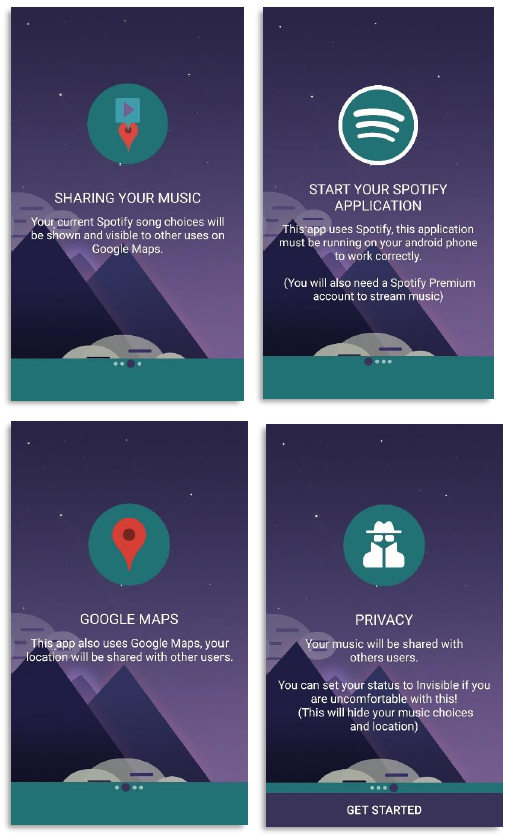 SHARING YOUR MUSIC
Your current Spotify song choices will
be shown and visible to other uses on
Google Maps.
START YOUR SPOTIFY
APPLICATION
This app uses Spotify, this application
must be running on your android phone
to work correctly.
(You will also need a Spotify Premium
account to stream music)
GOOGLE MAPS
This app also uses Google Maps, your
location will be shared with other users.
PRIVACY
Your music will be shared with
others users.
You can set your status to Invisible if you
are uncomfortable with this!
(This will hide your music choices
and location)
GET STARTED